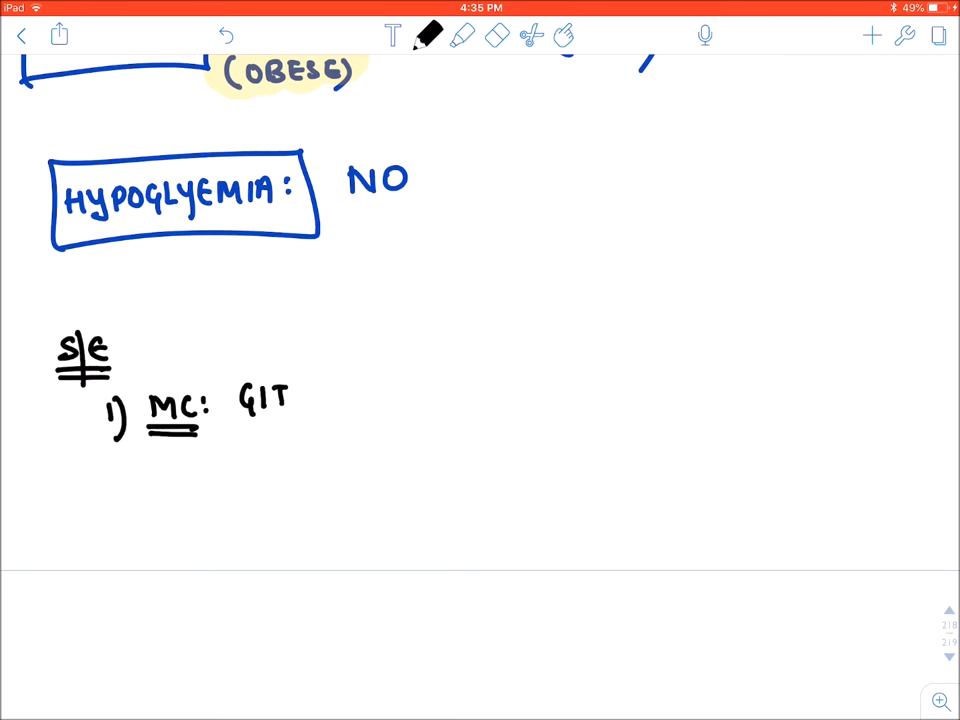 iPad 4:35 PM 49%
T
(OBESE)
HYPOGLYEMIA: NO
S/E
1) MC: GIT
218
219